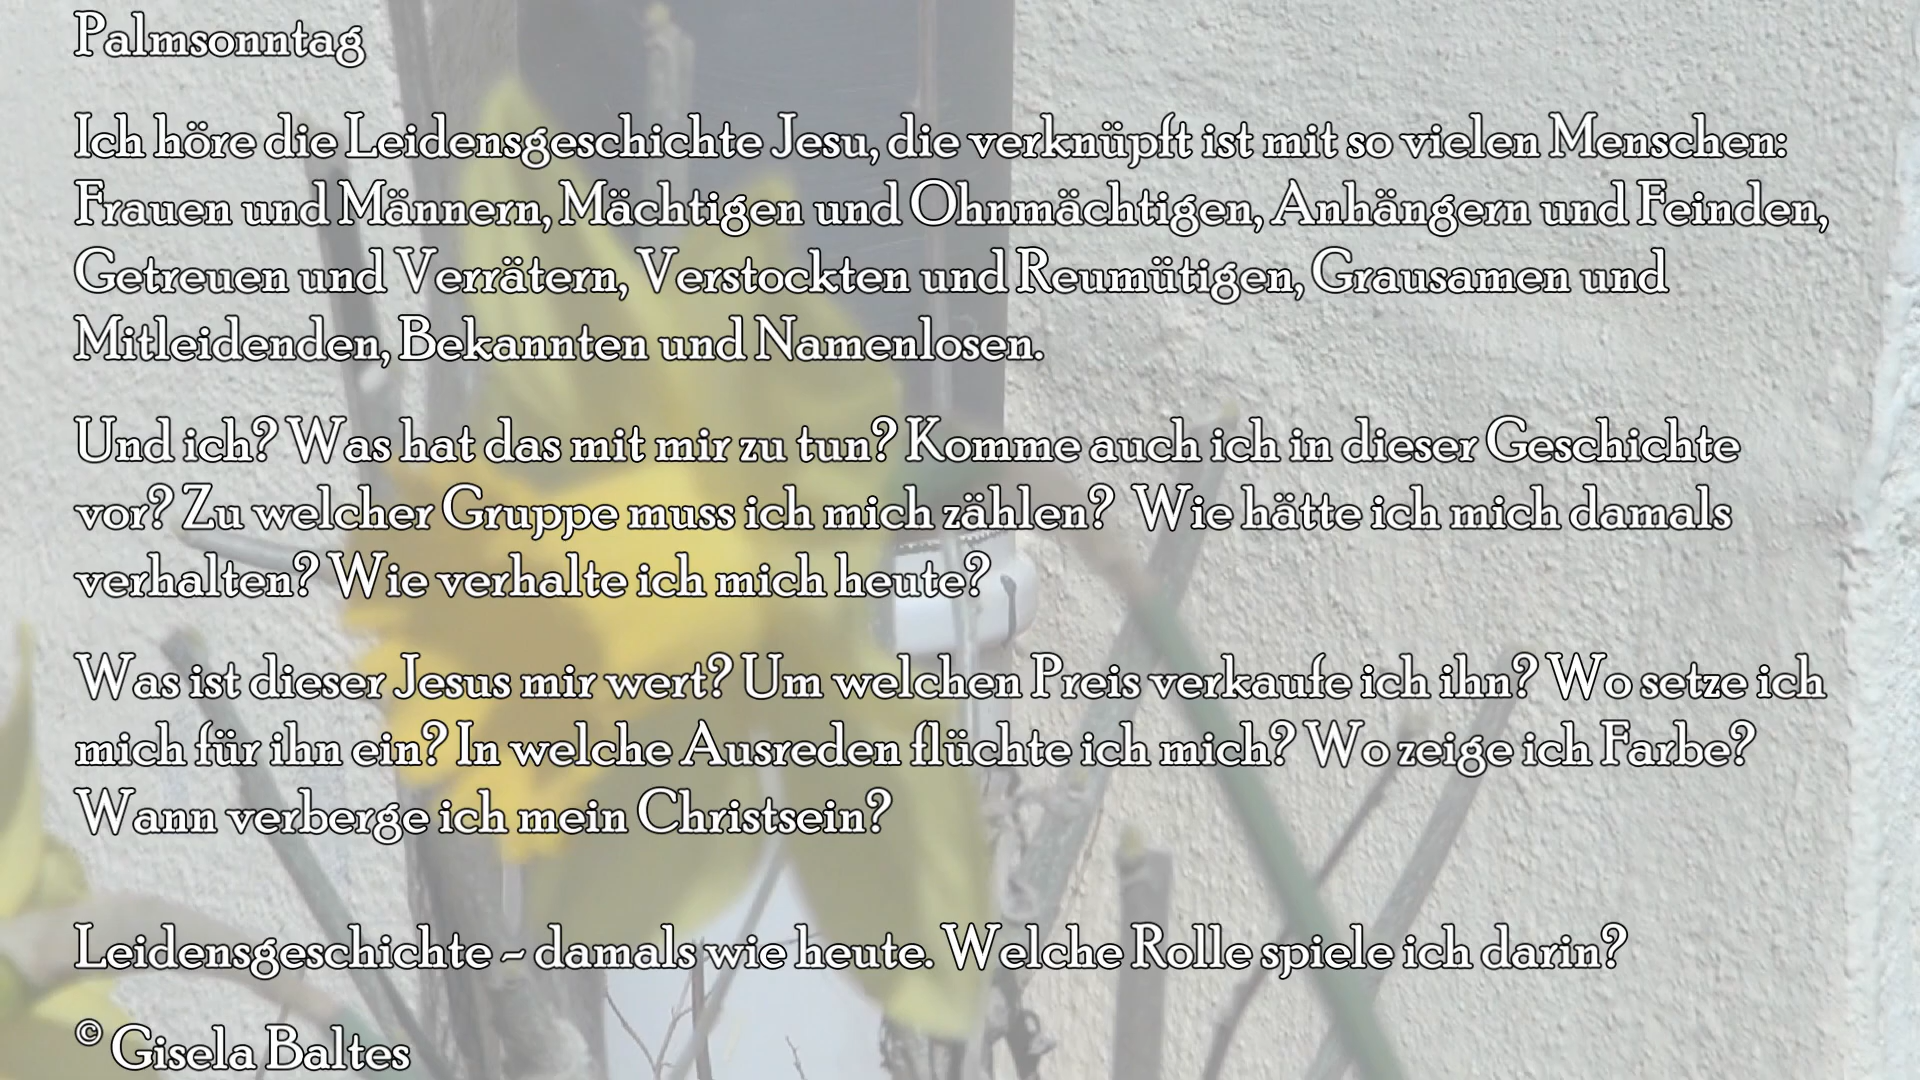 Palmsonntag
Ich höre die Leidensgeschichte Jesu, die verknüpft ist mit so vielen Menschen:
Frauen und Männern, Mächtigen und Ohnmächtigen, Anhängern und Feinden,
Getreuen und Verrätern, Verstockten und Reumütigen, Grausamen und
Mitleidenden, Bekannten und Namenlosen.
Und ich? Was hat das mit mir zu tun? Komme auch ich in dieser Geschichte
vor? Zu welcher Gruppe muss ich mich zählen? Wie hätte ich mich damals
verhalten? Wie verhalte ich mich heute?
Was ist dieser Jesus mir wert? Um welchen Preis verkaufe ich ihn? Wo setze ich
mich für ihn ein? In welche Ausreden flüchte ich mich? Wo zeige ich Farbe?
Wann verberge ich mein Christsein?
Leidensgeschichte - damals wie heute. Welche Rolle spiele ich darin?
© Gisela Baltes